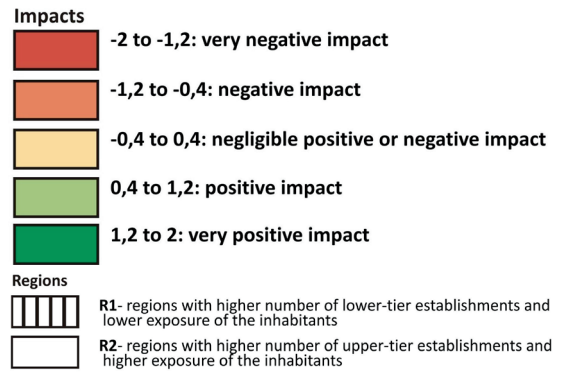 Impacts
-2 to -1,2: very negative impact
-1,2 to -0,4: negative impact
-0,4 to 0,4: negligible positive or negative impact
0,4 to 1,2: positive impact
1,2 to 2: very positive impact
Regions
R1- regions with higher number of lower-tier establishments and
lower exposure of the inhabitants
R2- regions with higher number of upper-tier establishments and
higher exposure of the inhabitants